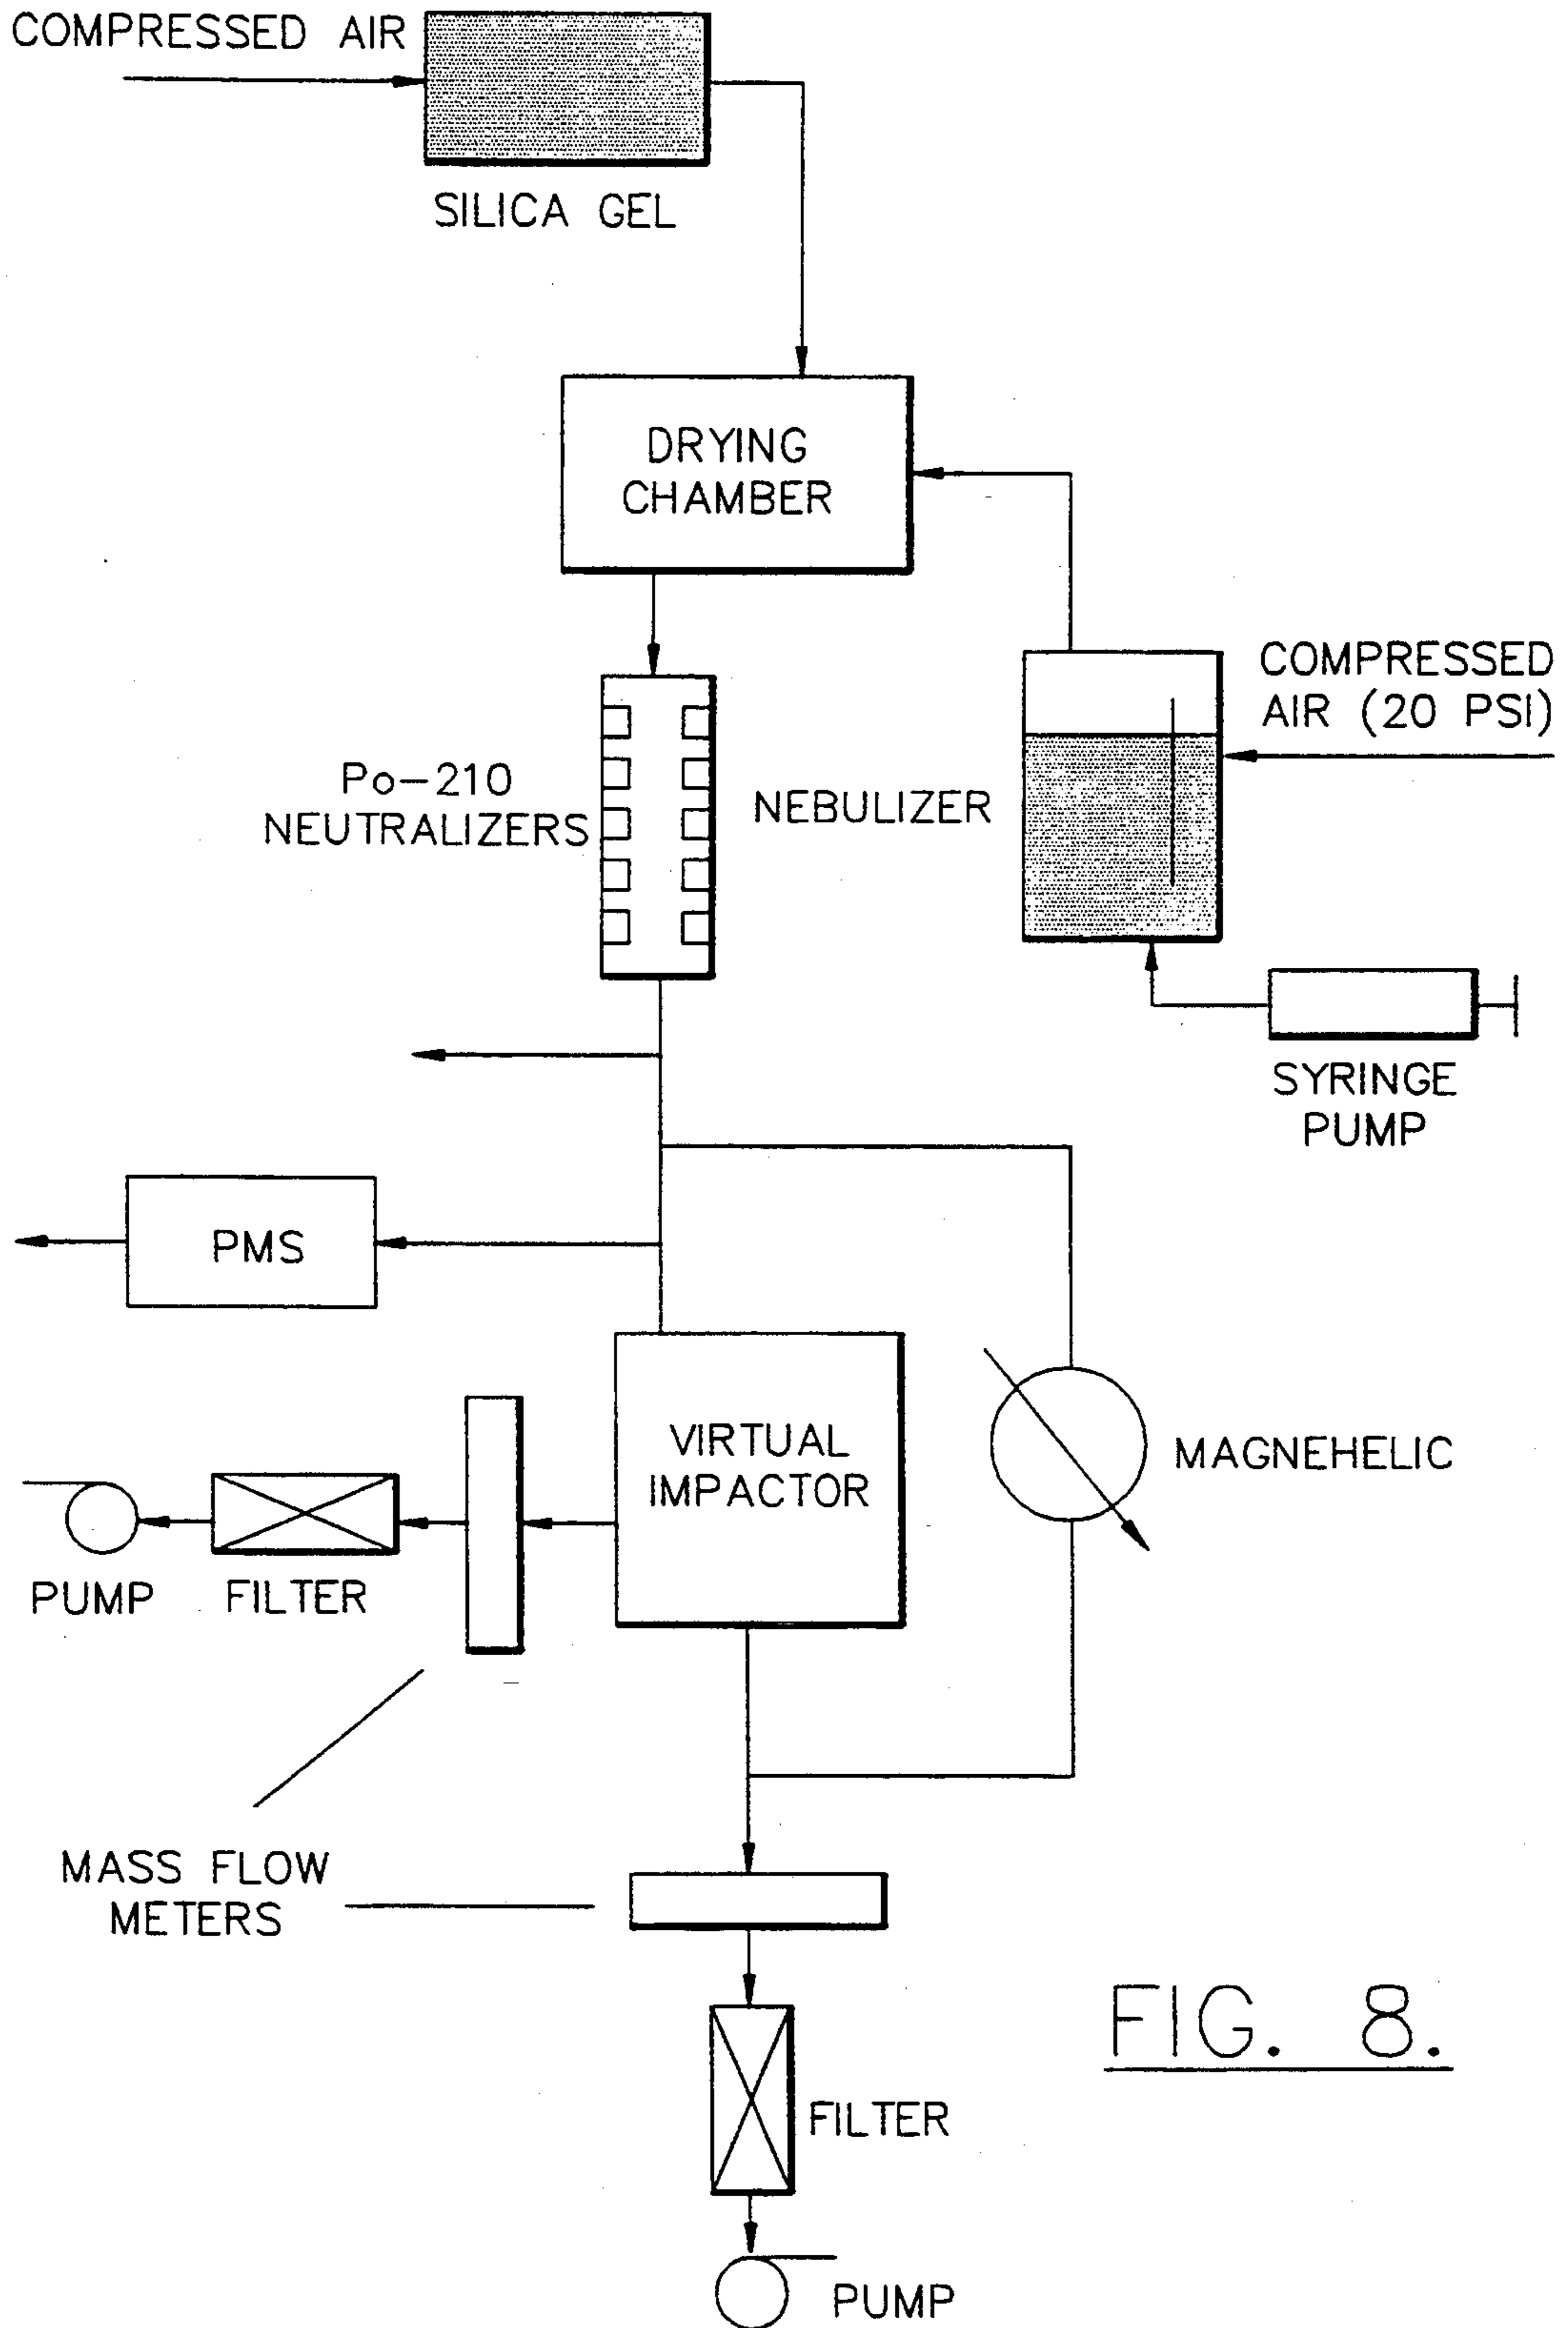 COMPRESSED AIR
SILICA GEL
DRYING
CHAMBER
COMPRESSED
AIR (20 PSI)
Po-210
NEUTRALIZERS
NEBULIZER
SYRINGE
PUMP
PMS
VIRTUAL
IMPACTOR
MAGNEHELIC
PUMP
FILTER
MASS FLOW
METERS
FILTER
PUMP
FIG. 8.